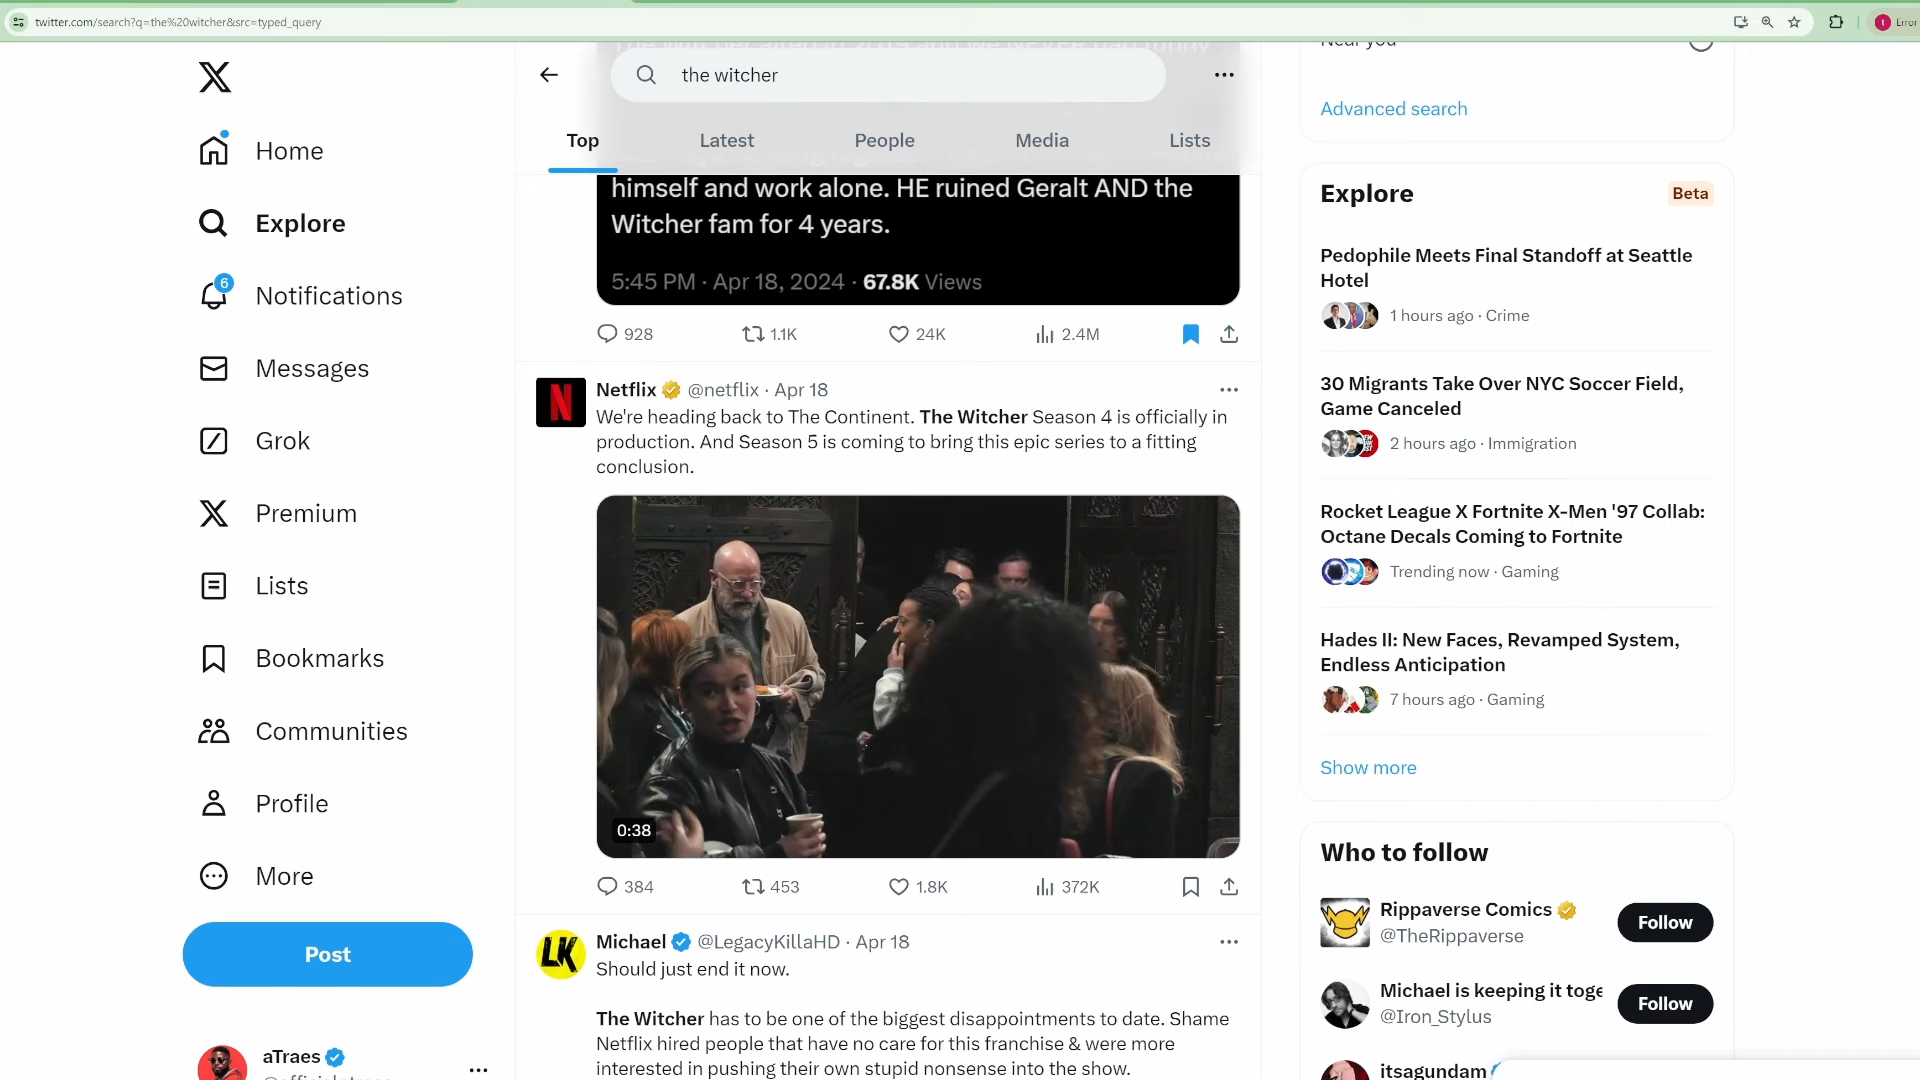 twitter.com/search?q=the%20witcher&src=typed_query
Error
Home
Explore
6
Notifications
Messages
Grok
Premium
Lists
Bookmarks
Communities
Profile
More
Post
aTraes
the witcher
Top
Latest
People
Media
Lists
himself and work alone. HE ruined Geralt AND the
Witcher fam for 4 years.
5:45 PM · Apr 18, 2024 · 67.8K Views
928
1.1K
24K
2.4M
N
Netflix @netflix · Apr 18
We're heading back to The Continent. The Witcher Season 4 is officially in
production. And Season 5 is coming to bring this epic series to a fitting
conclusion.
0:38
384
453
1.8K
372K
LK
Michael @LegacyKillaHD · Apr 18
Should just end it now.
The Witcher has to be one of the biggest disappointments to date. Shame
Netflix hired people that have no care for this franchise & were more
interested in pushing their own stupid nonsense into the show.
Near you
Advanced search
Explore
Beta
Pedophile Meets Final Standoff at Seattle
Hotel
1 hours ago · Crime
30 Migrants Take Over NYC Soccer Field,
Game Canceled
2 hours ago · Immigration
Rocket League X Fortnite X-Men '97 Collab:
Octane Decals Coming to Fortnite
Trending now · Gaming
Hades II: New Faces, Revamped System,
Endless Anticipation
7 hours ago · Gaming
Show more
Who to follow
Rippaverse Comics
@TheRippaverse
Follow
Michael is keeping it toge
@Iron_Stylus
Follow
itsagundam